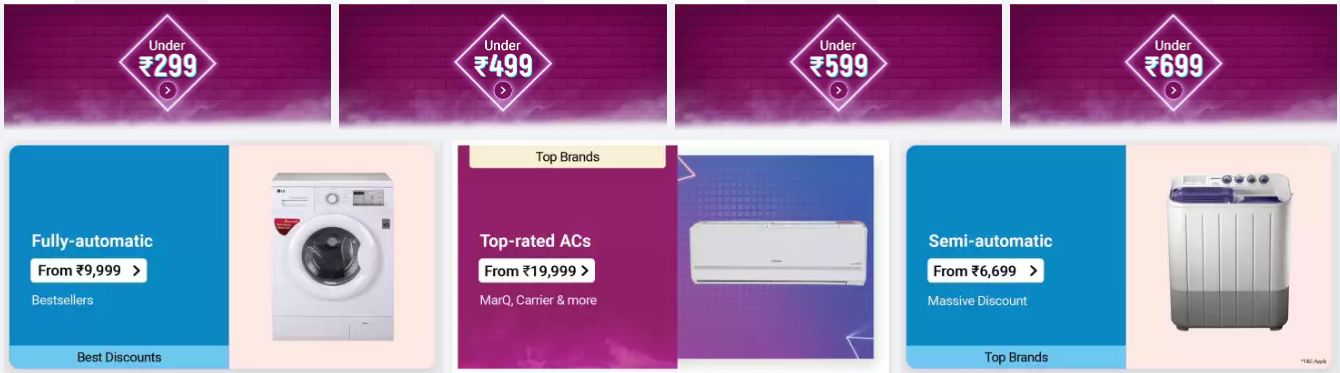 Under
₹299
Under
₹499
Under
₹599
Under
₹699
Fully-automatic
From ₹9,999
Bestsellers
Best Discounts
LG
Top Brands
Top-rated ACs
From ₹19,999
MarQ, Carrier & more
Semi-automatic
From ₹6,699
Massive Discount
Top Brands
*T&C Apply